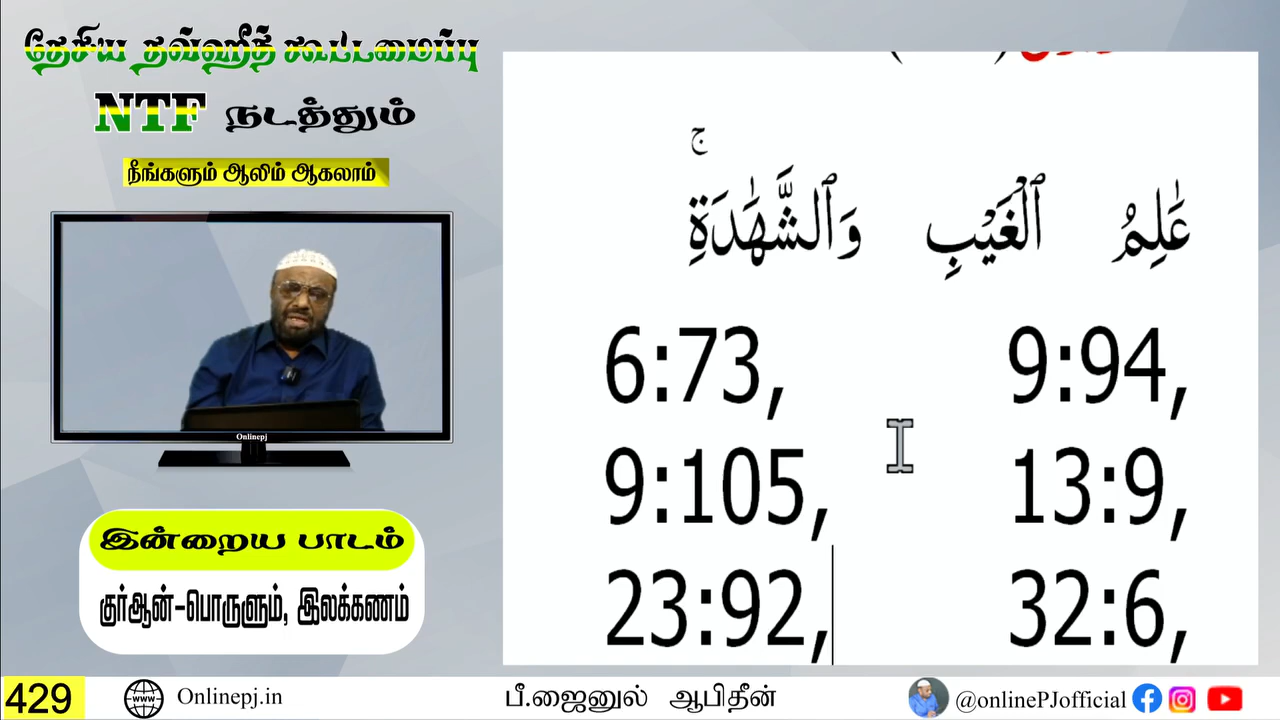 தேசிய தவ்ஹீத் கூட்டமைப்பு
NTF நடத்தும்
நீங்களும் ஆலிம் ஆகலாம்
Onlinepj
இன்றைய பாடம்
குர்ஆன்-பொருளும், இலக்கணம்
عَٰلِمُ ٱلْغَيْبِ وَٱلشَّهَٰدَةِۚ
6:73, 9:94,
9:105, 13:9,
23:92, 32:6,
429 www Onlinepj.in பீ.ஜைனுல் ஆபிதீன் @onlinePJofficial